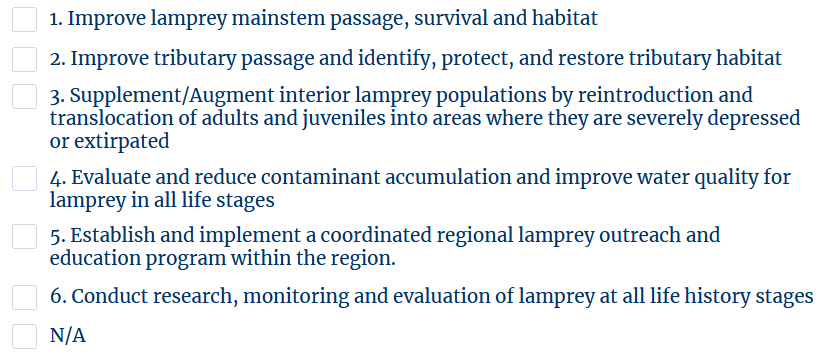 1. Improve lamprey mainstem passage, survival and habitat
2. Improve tributary passage and identify, protect, and restore tributary habitat
3. Supplement/Augment interior lamprey populations by reintroduction and
translocation of adults and juveniles into areas where they are severely depressed
or extirpated
4. Evaluate and reduce contaminant accumulation and improve water quality for
lamprey in all life stages
5. Establish and implement a coordinated regional lamprey outreach and
education program within the region.
6. Conduct research, monitoring and evaluation of lamprey at all life history stages
N/A